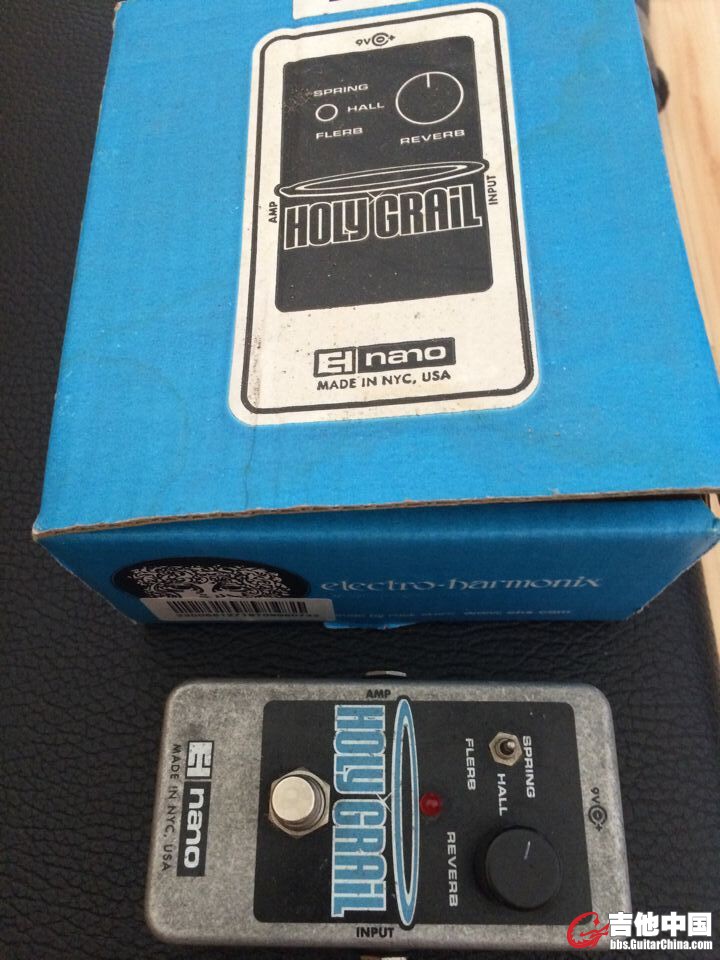 9V
SPRING
HALL
FLERB
REVERB
AMP
INPUT
HOLY GRAIL
EH nano
MADE IN NYC, USA
electro-harmonix
AMP
HOLY GRAIL
INPUT
SPRING
HALL
FLERB
REVERB
9V
EH nano
MADE IN NYC, USA
吉他中国
bbs.GuitarChina.com